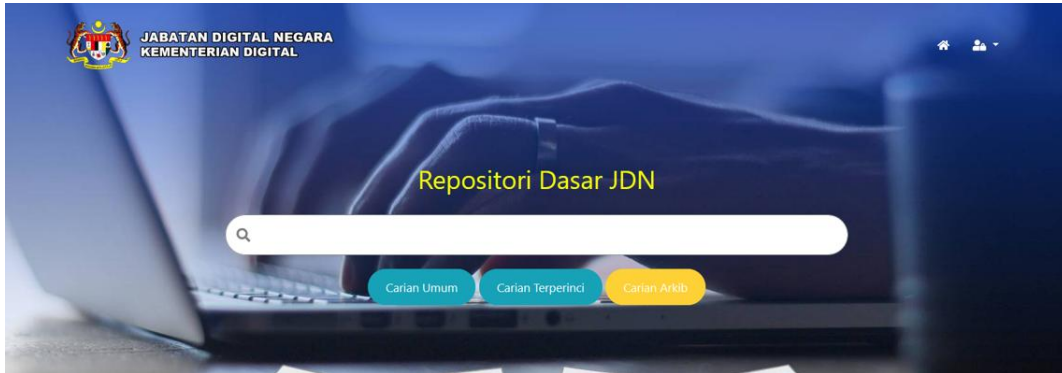 JABATAN DIGITAL NEGARA
KEMENTERIAN DIGITAL
Repositori Dasar JDN
Carian Umum
Carian Terperinci
Carian Arkib